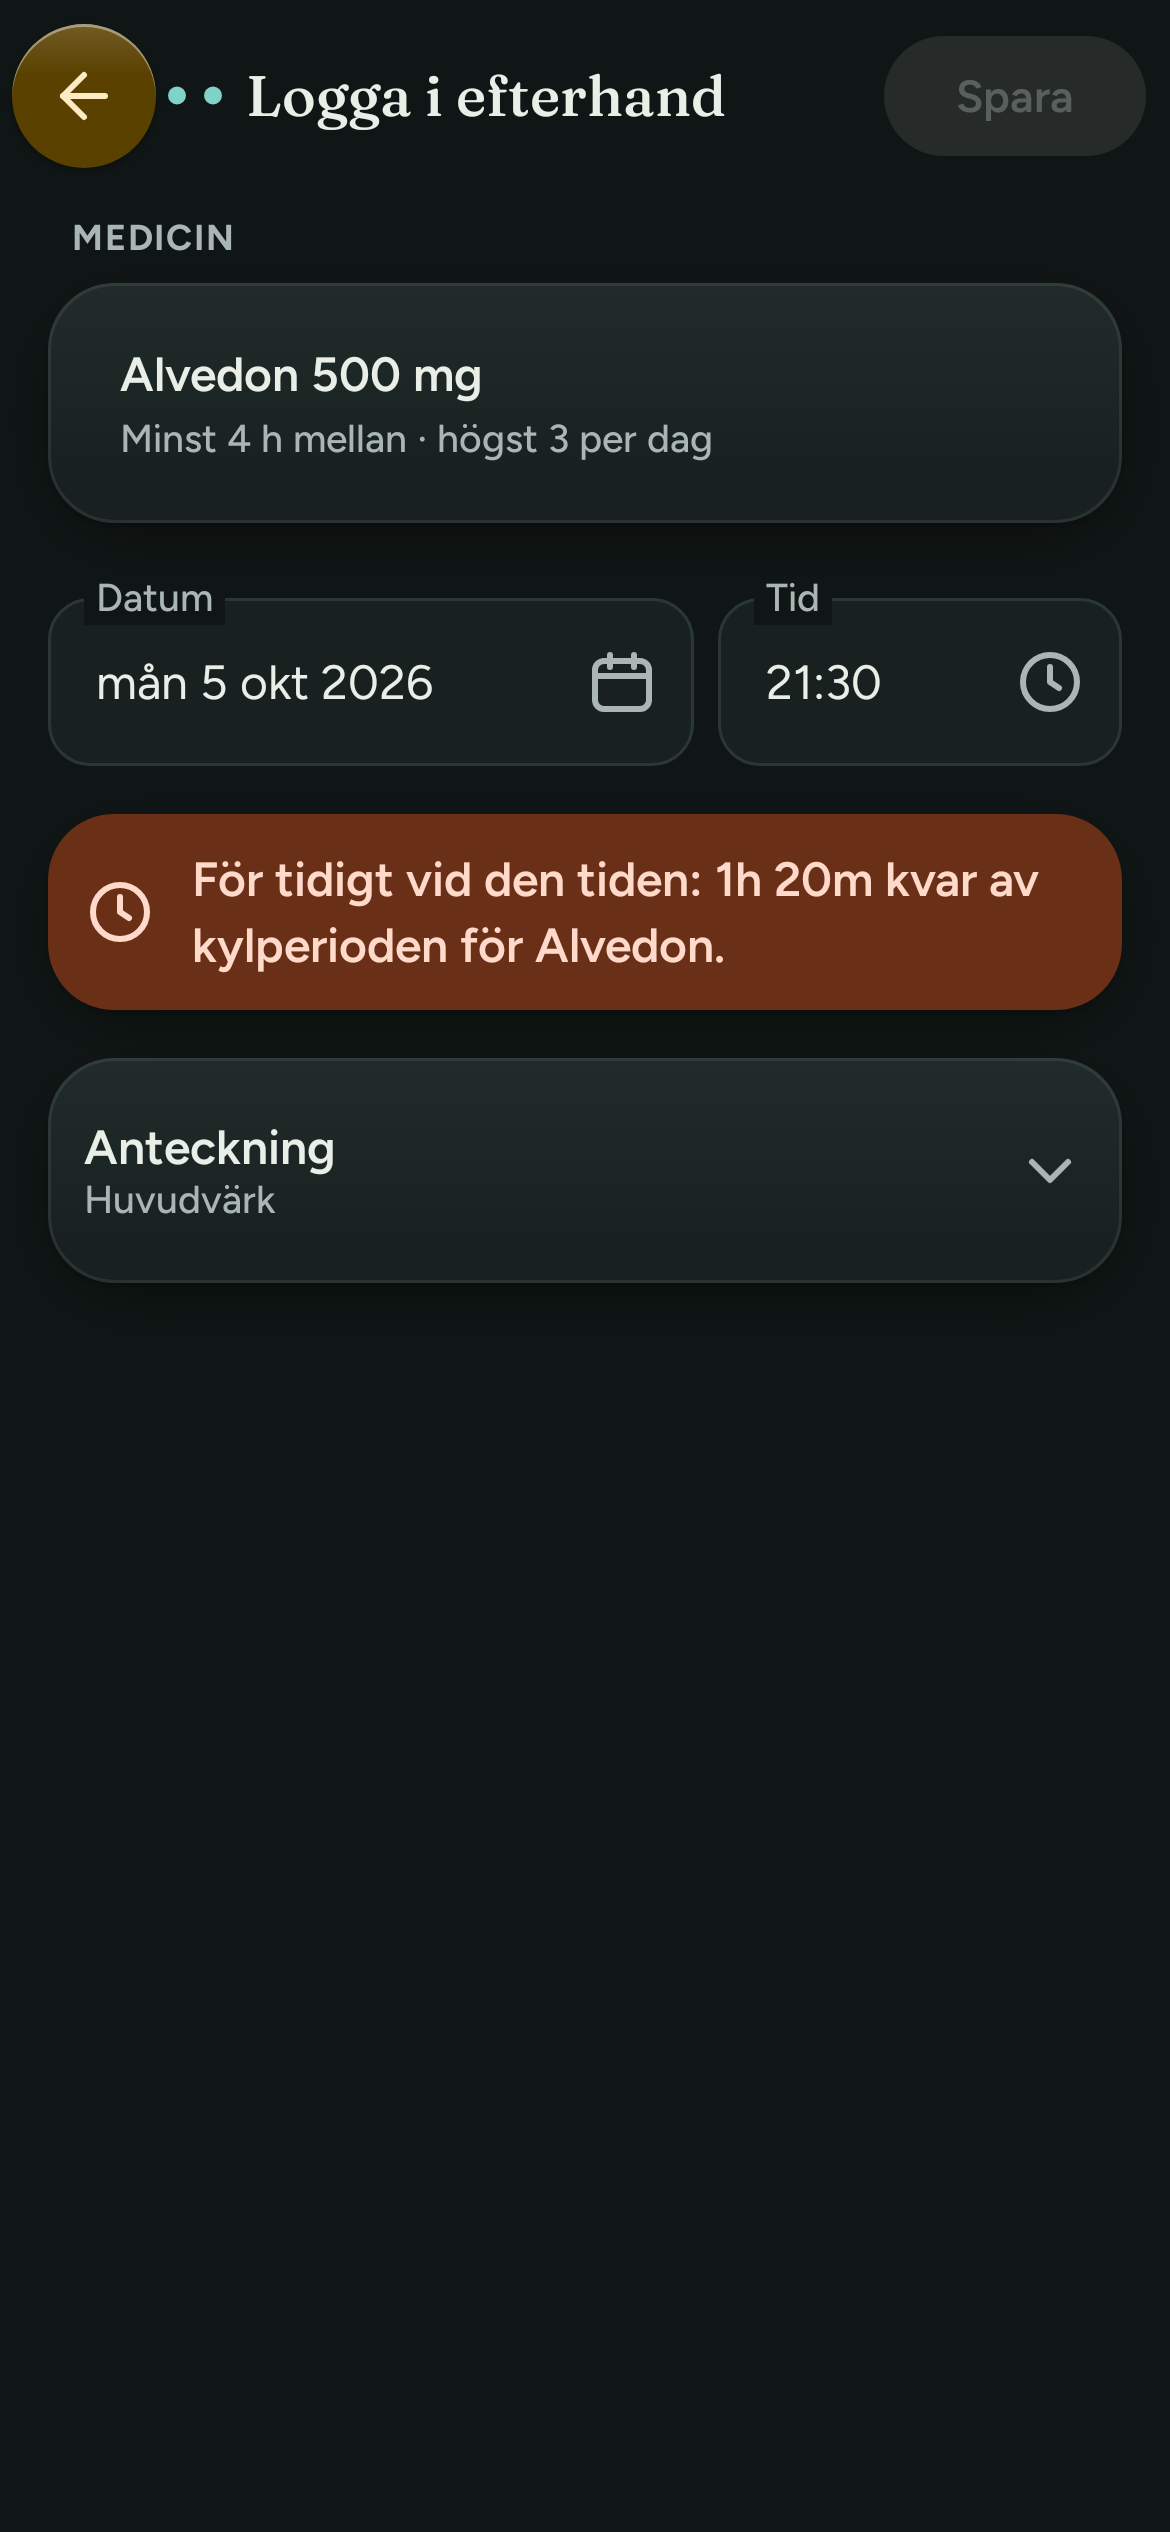 Logga i efterhand
Spara
MEDICIN
Alvedon 500 mg
Minst 4 h mellan · högst 3 per dag
Datum
mån 5 okt 2026
Tid
21:30
För tidigt vid den tiden: 1h 20m kvar av
kylperioden för Alvedon.
Anteckning
Huvudvärk